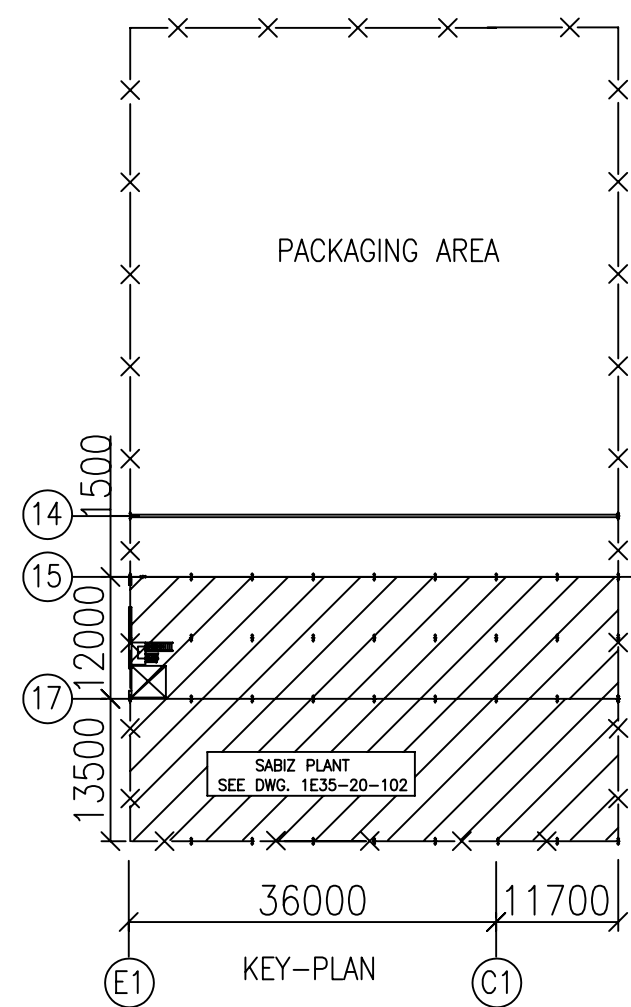 PACKAGING AREA
1500
14
15
12000
17
13500
SABIZ PLANT
SEE DWG. 1E35-20-102
36000
11700
E1
KEY-PLAN
C1